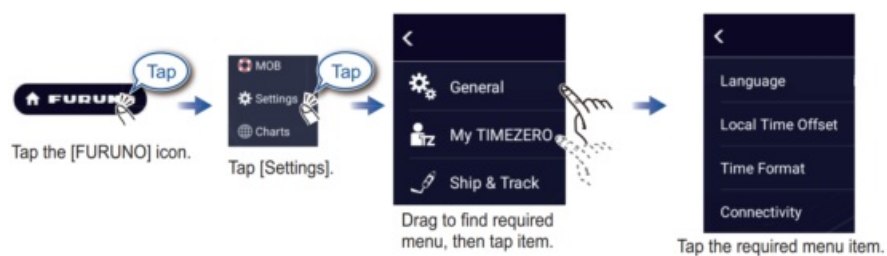 Tap
FURUNO
Tap the [FURUNO] icon.
MOB
Tap
Settings
Charts
Tap [Settings].
General
My TIMEZERO
Ship & Track
Drag to find required
menu, then tap item.
Language
Local Time Offset
Time Format
Connectivity
Tap the required menu item.